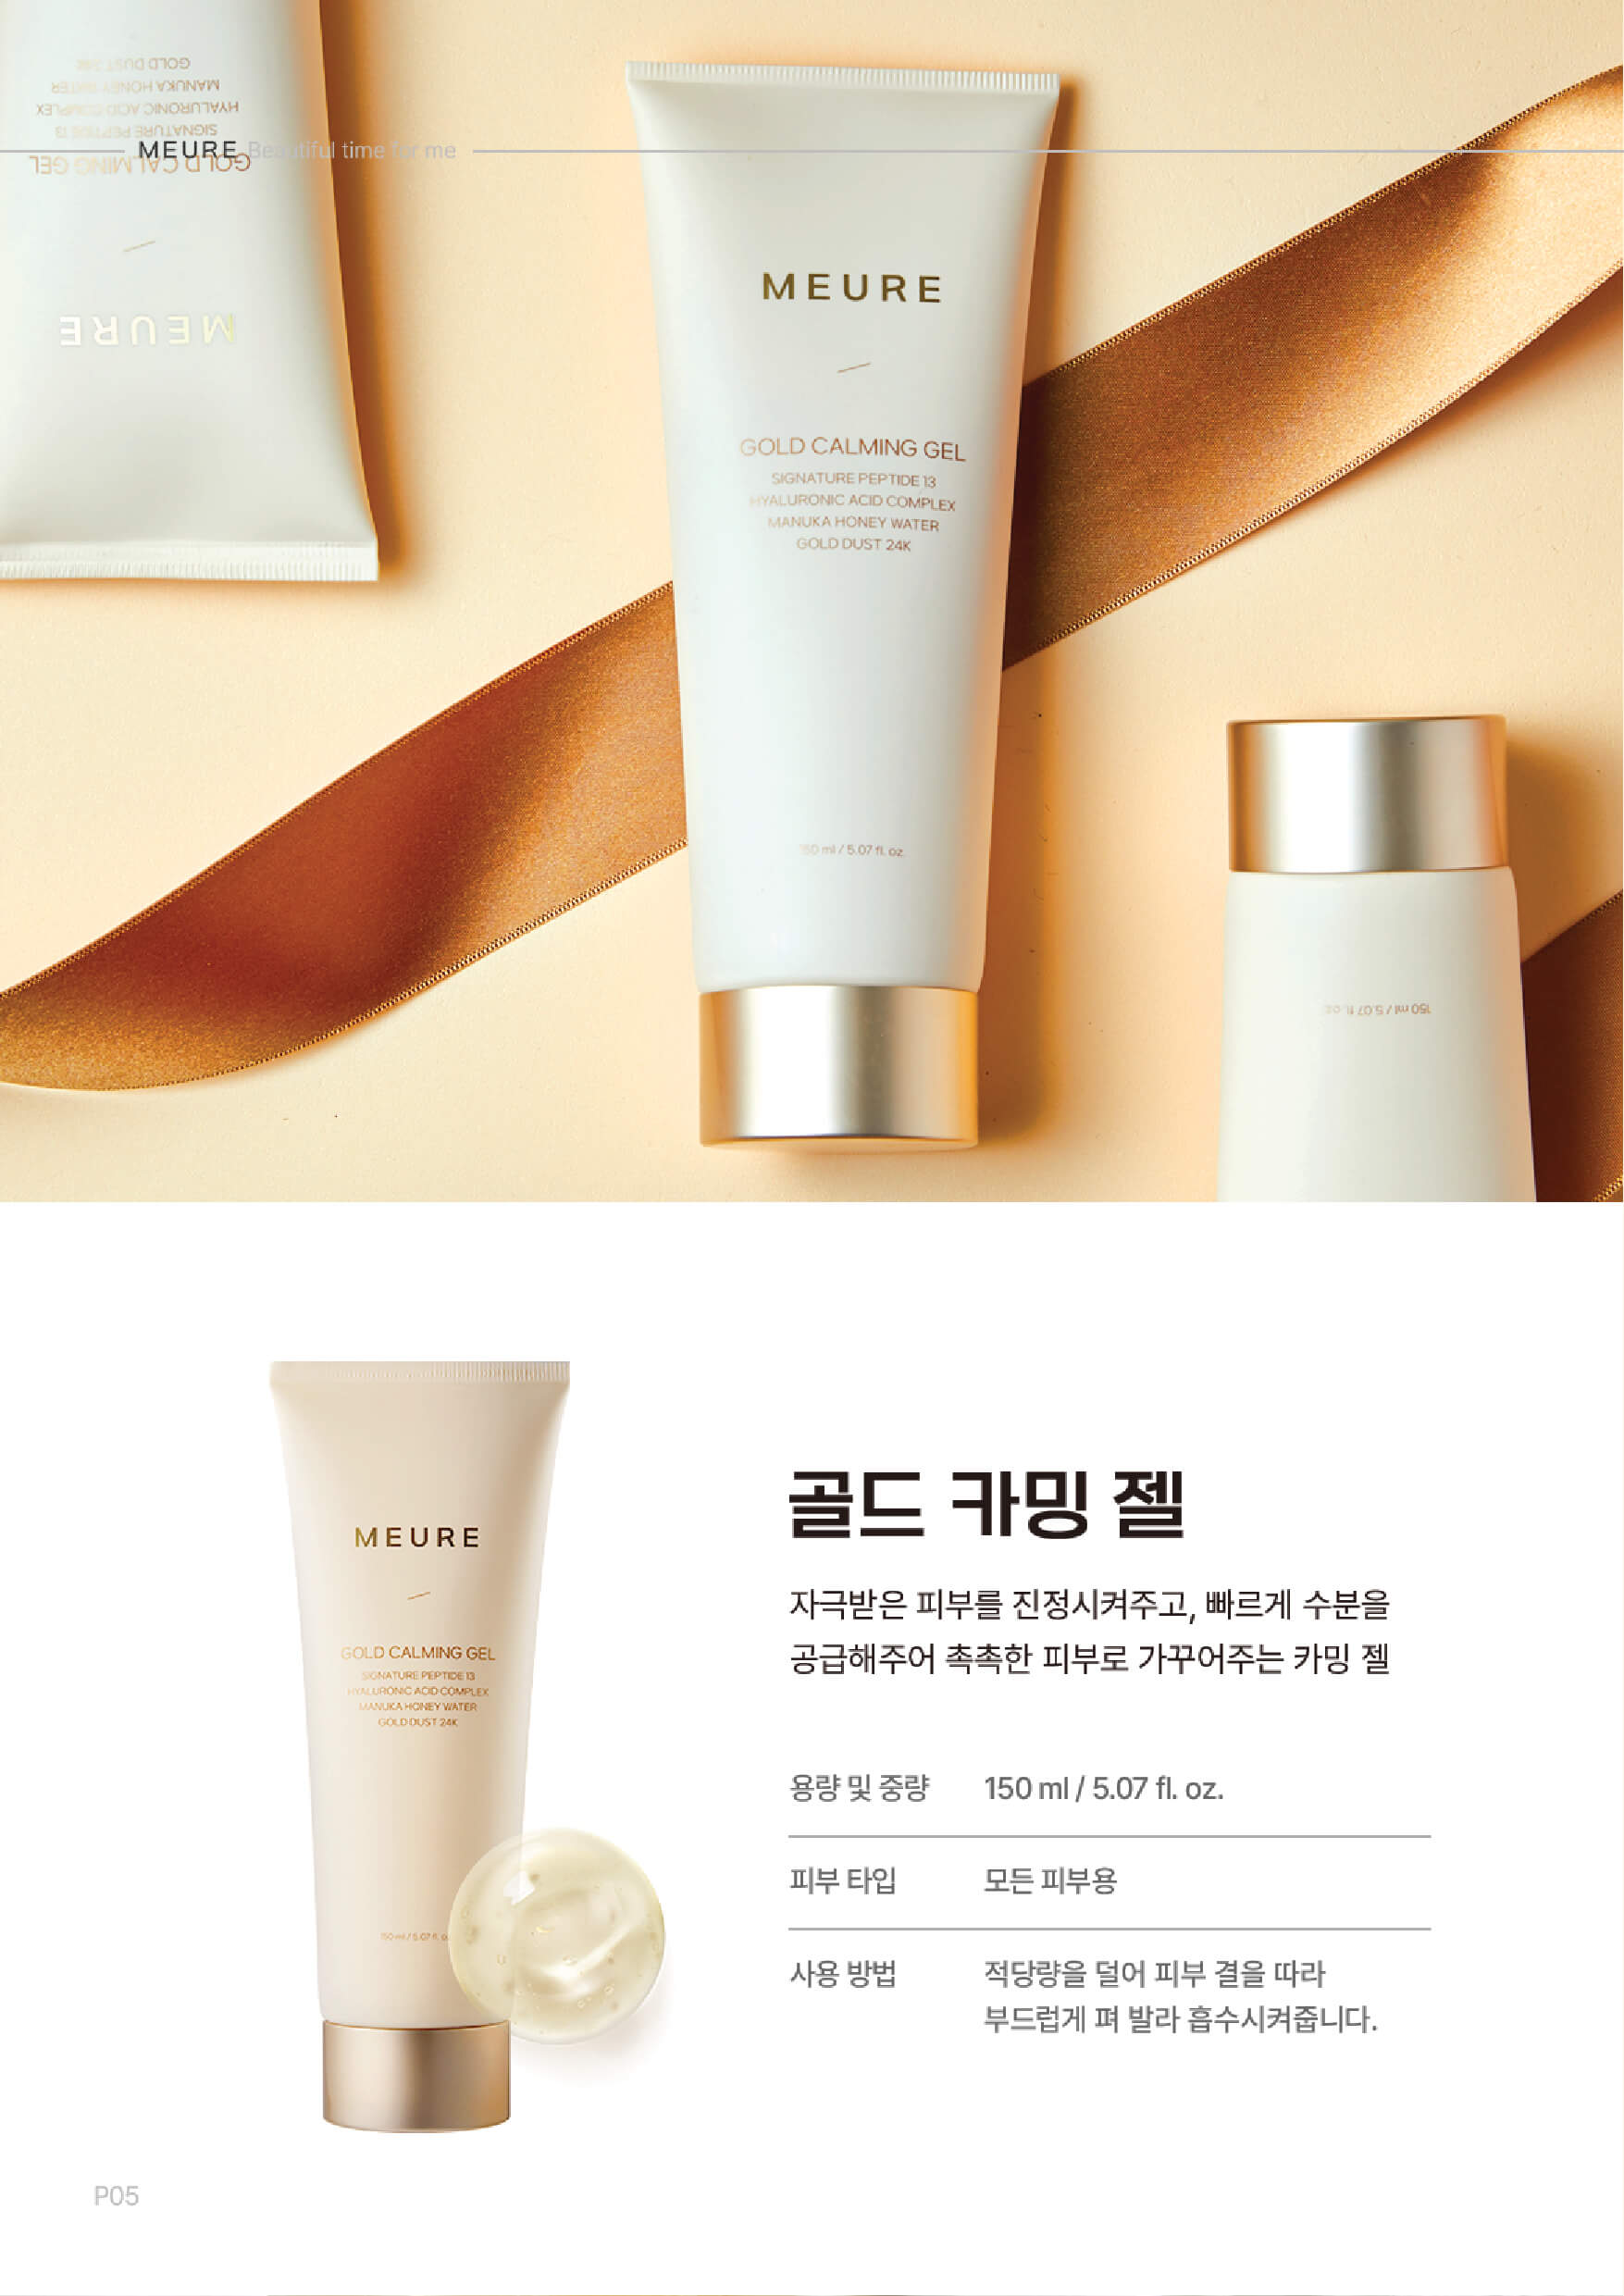 GOLD DUST 24K
MANUKA HONEY WATER
HYALURONIC ACID COMPLEX
SIGNATURE PEPTIDE 13
GOLD CALMING GEL
MEURE
MEURE Beautiful time for me
MEURE
GOLD CALMING GEL
SIGNATURE PEPTIDE 13
HYALURONIC ACID COMPLEX
MANUKA HONEY WATER
GOLD DUST 24K
150 ml / 5.07 fl. oz.
150 ml / 5.07 fl. oz.
MEURE
GOLD CALMING GEL
SIGNATURE PEPTIDE 13
HYALURONIC ACID COMPLEX
MANUKA HONEY WATER
GOLD DUST 24K
150 ml / 5.07 fl. o
골드 카밍 젤
자극받은 피부를 진정시켜주고, 빠르게 수분을
공급해주어 촉촉한 피부로 가꾸어주는 카밍 젤
용량 및 중량 150 ml / 5.07 fl. oz.
피부 타입 모든 피부용
사용 방법 적당량을 덜어 피부 결을 따라
부드럽게 펴 발라 흡수시켜줍니다.
P05